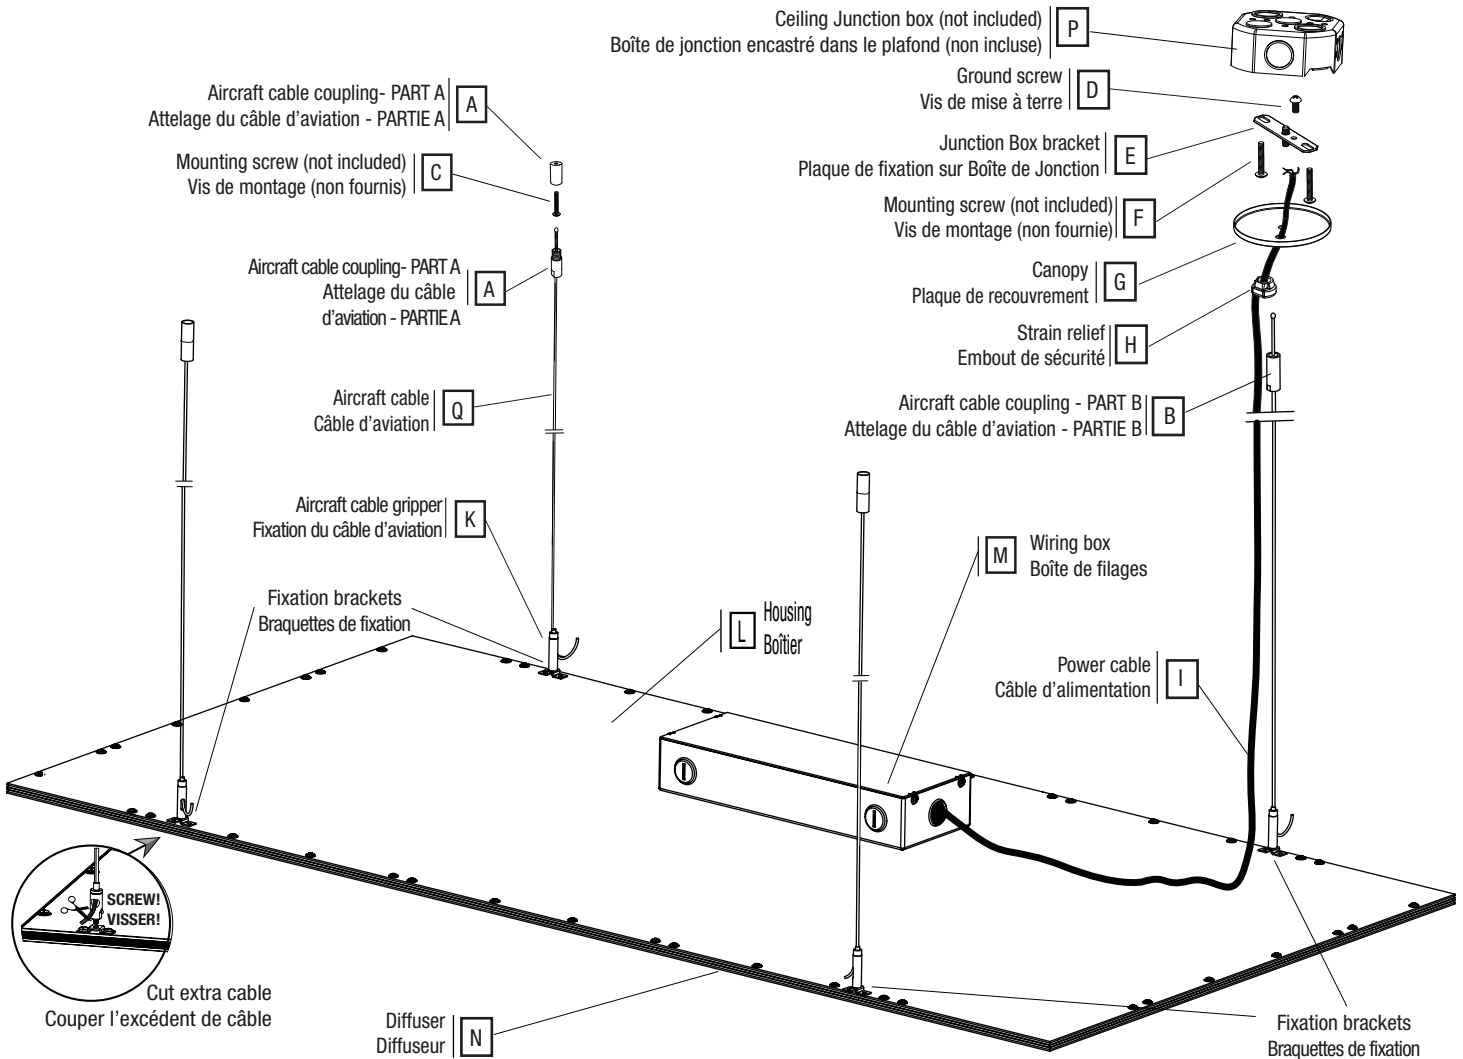 Ceiling Junction box (not included)
Boîte de jonction encastré dans le plafond (non incluse)
P
Ground screw
Vis de mise à terre
D
Aircraft cable coupling- PART A
Attelage du câble d'aviation - PARTIE A
A
Junction Box bracket
Plaque de fixation sur Boîte de Jonction
E
Mounting screw (not included)
Vis de montage (non fournis)
C
Mounting screw (not included)
Vis de montage (non fournie)
F
Aircraft cable coupling- PART A
Attelage du câble
d'aviation - PARTIE A
A
Canopy
Plaque de recouvrement
G
Strain relief
Embout de sécurité
H
Aircraft cable
Câble d'aviation
Q
Aircraft cable coupling - PART B
Attelage du câble d'aviation - PARTIE B
B
Aircraft cable gripper
Fixation du câble d'aviation
K
M
Wiring box
Boîte de filages
Fixation brackets
Braquettes de fixation
L
Housing
Boîtier
Power cable
Câble d'alimentation
I
SCREW!
VISSER!
Cut extra cable
Couper l'excédent de câble
Diffuser
Diffuseur
N
Fixation brackets
Braquettes de fixation